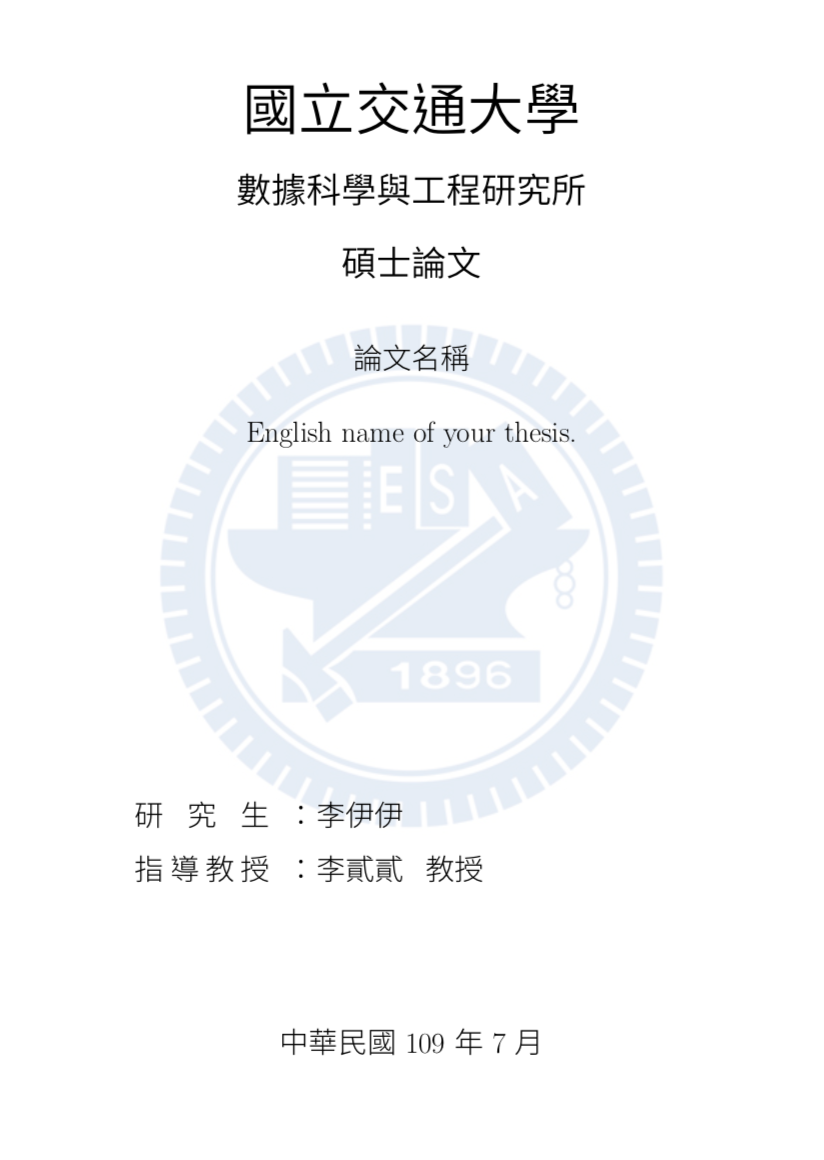 國立交通大學
數據科學與工程研究所
碩士論文
論文名稱
English name of your thesis.
E S A
1896
研 究 生 ：李伊伊
指 導 教 授 ：李貳貳 教授
中華民國 109 年 7 月